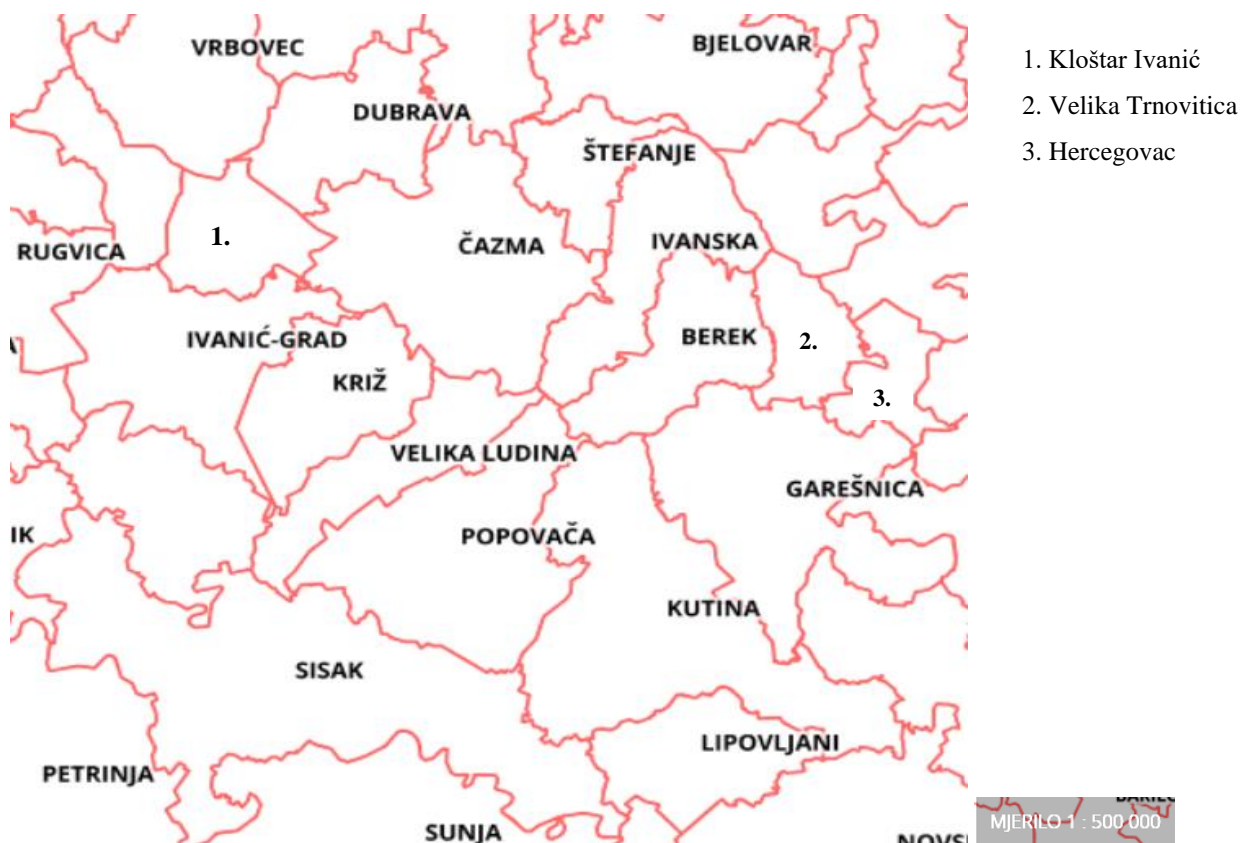 VRBOVEC
BJELOVAR
DUBRAVA
ŠTEFANJE
1.
RUGVICA
ČAZMA
IVANSKA
IVANIĆ-GRAD
BEREK
2.
KRIŽ
3.
VELIKA LUDINA
GAREŠNICA
IK
POPOVAČA
KUTINA
SISAK
LIPOVLJANI
PETRINJA
SUNJA
1. Kloštar Ivanić
2. Velika Trnovitica
3. Hercegovac
MJERILO 1 : 500 000